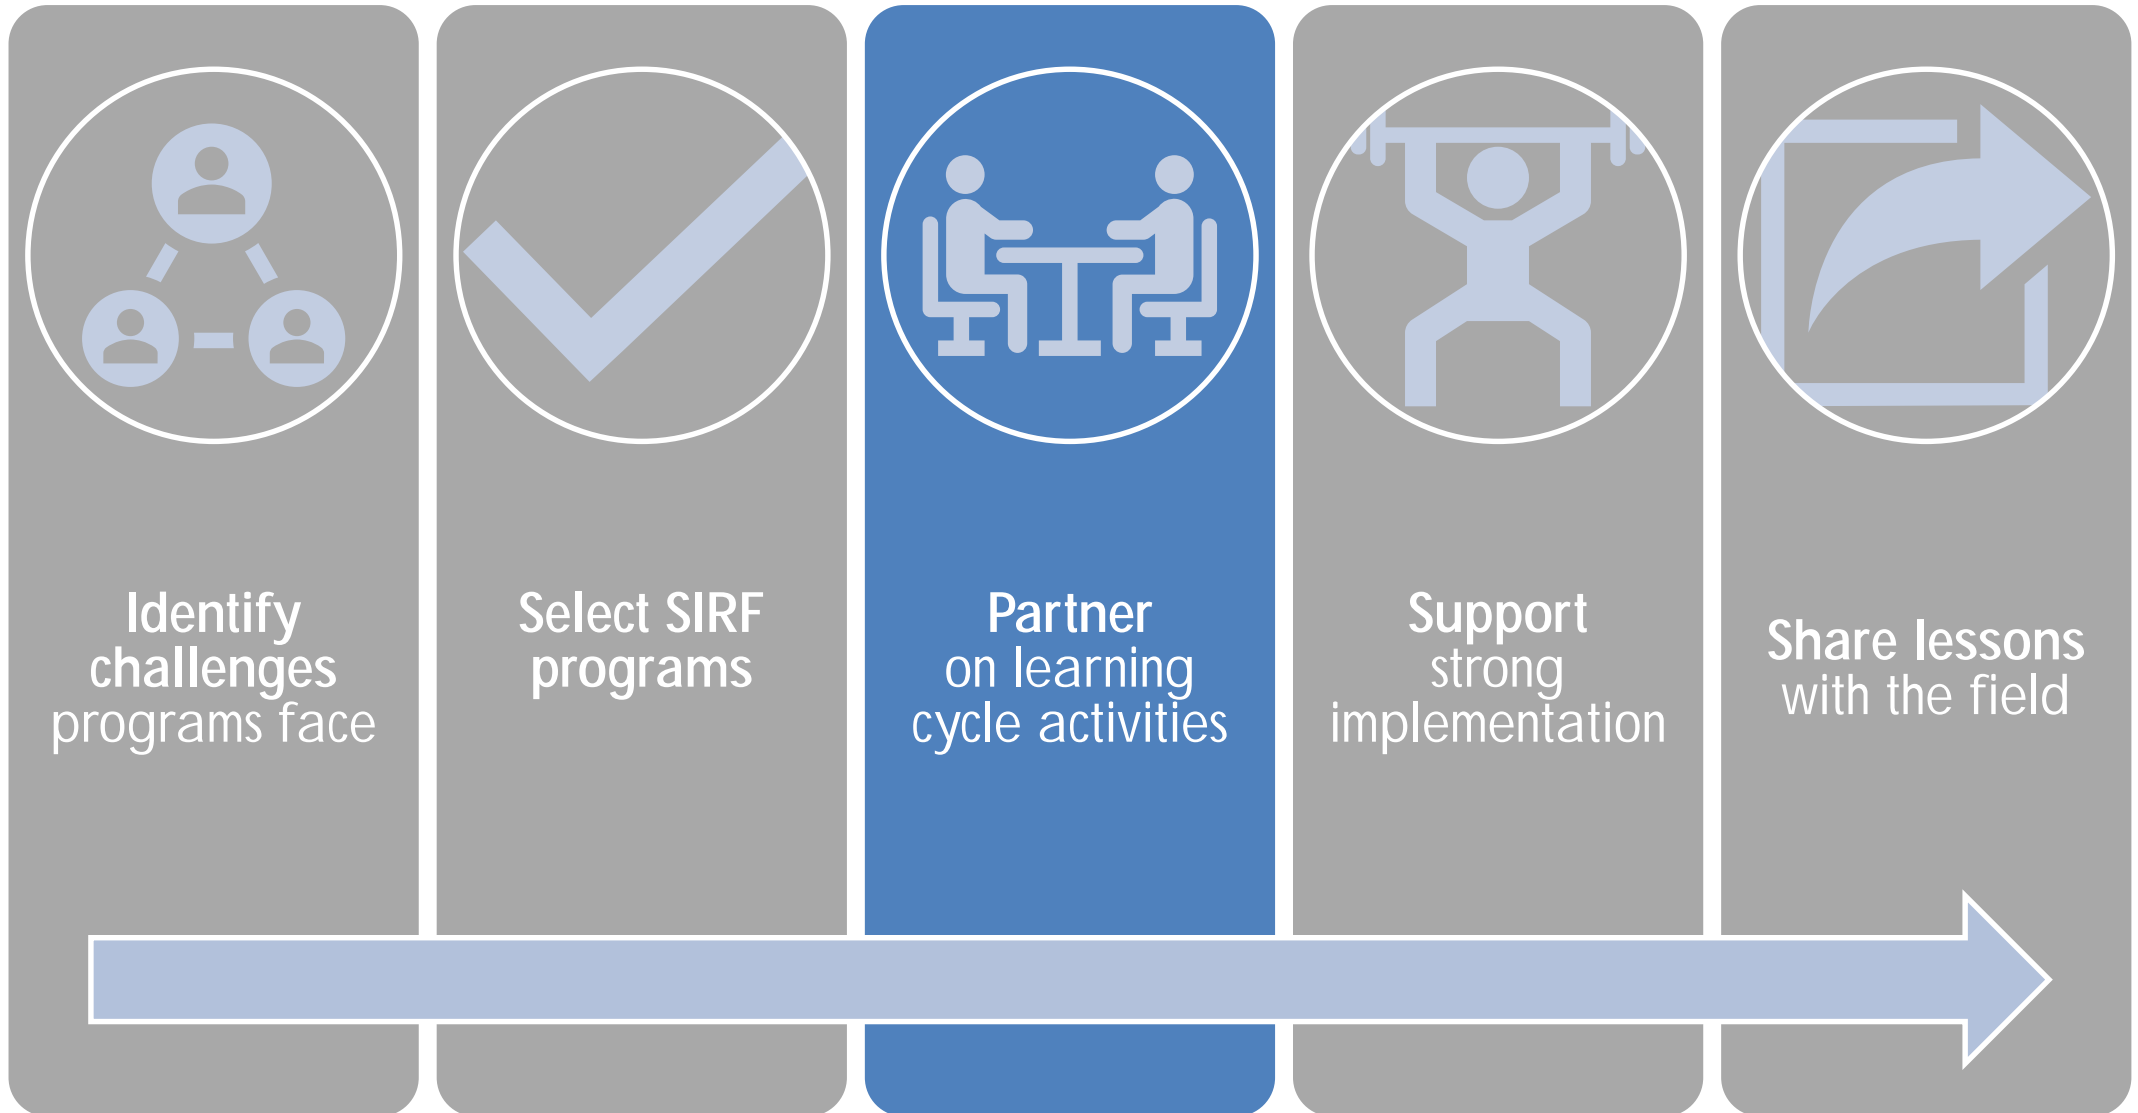 Identify
challenges
programs face
Select SIRF
programs
Partner
on learning
cycle activities
Support
strong
implementation
Share lessons
with the field